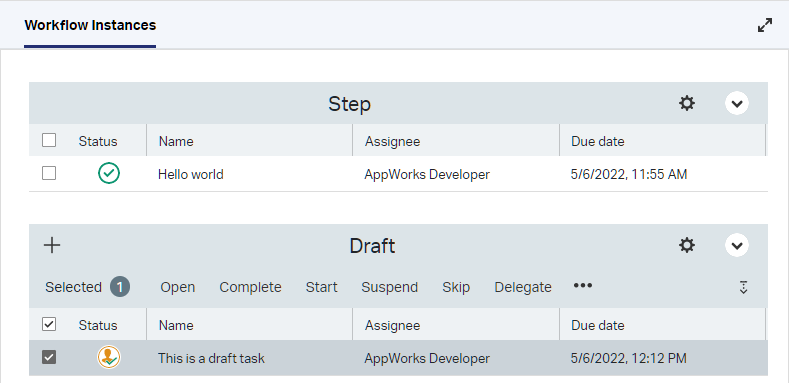 Workflow Instances
Step
Status Name Assignee Due date
Hello world AppWorks Developer 5/6/2022, 11:55 AM
Draft
Selected 1 Open Complete Start Suspend Skip Delegate •••
Status Name Assignee Due date
This is a draft task AppWorks Developer 5/6/2022, 12:12 PM